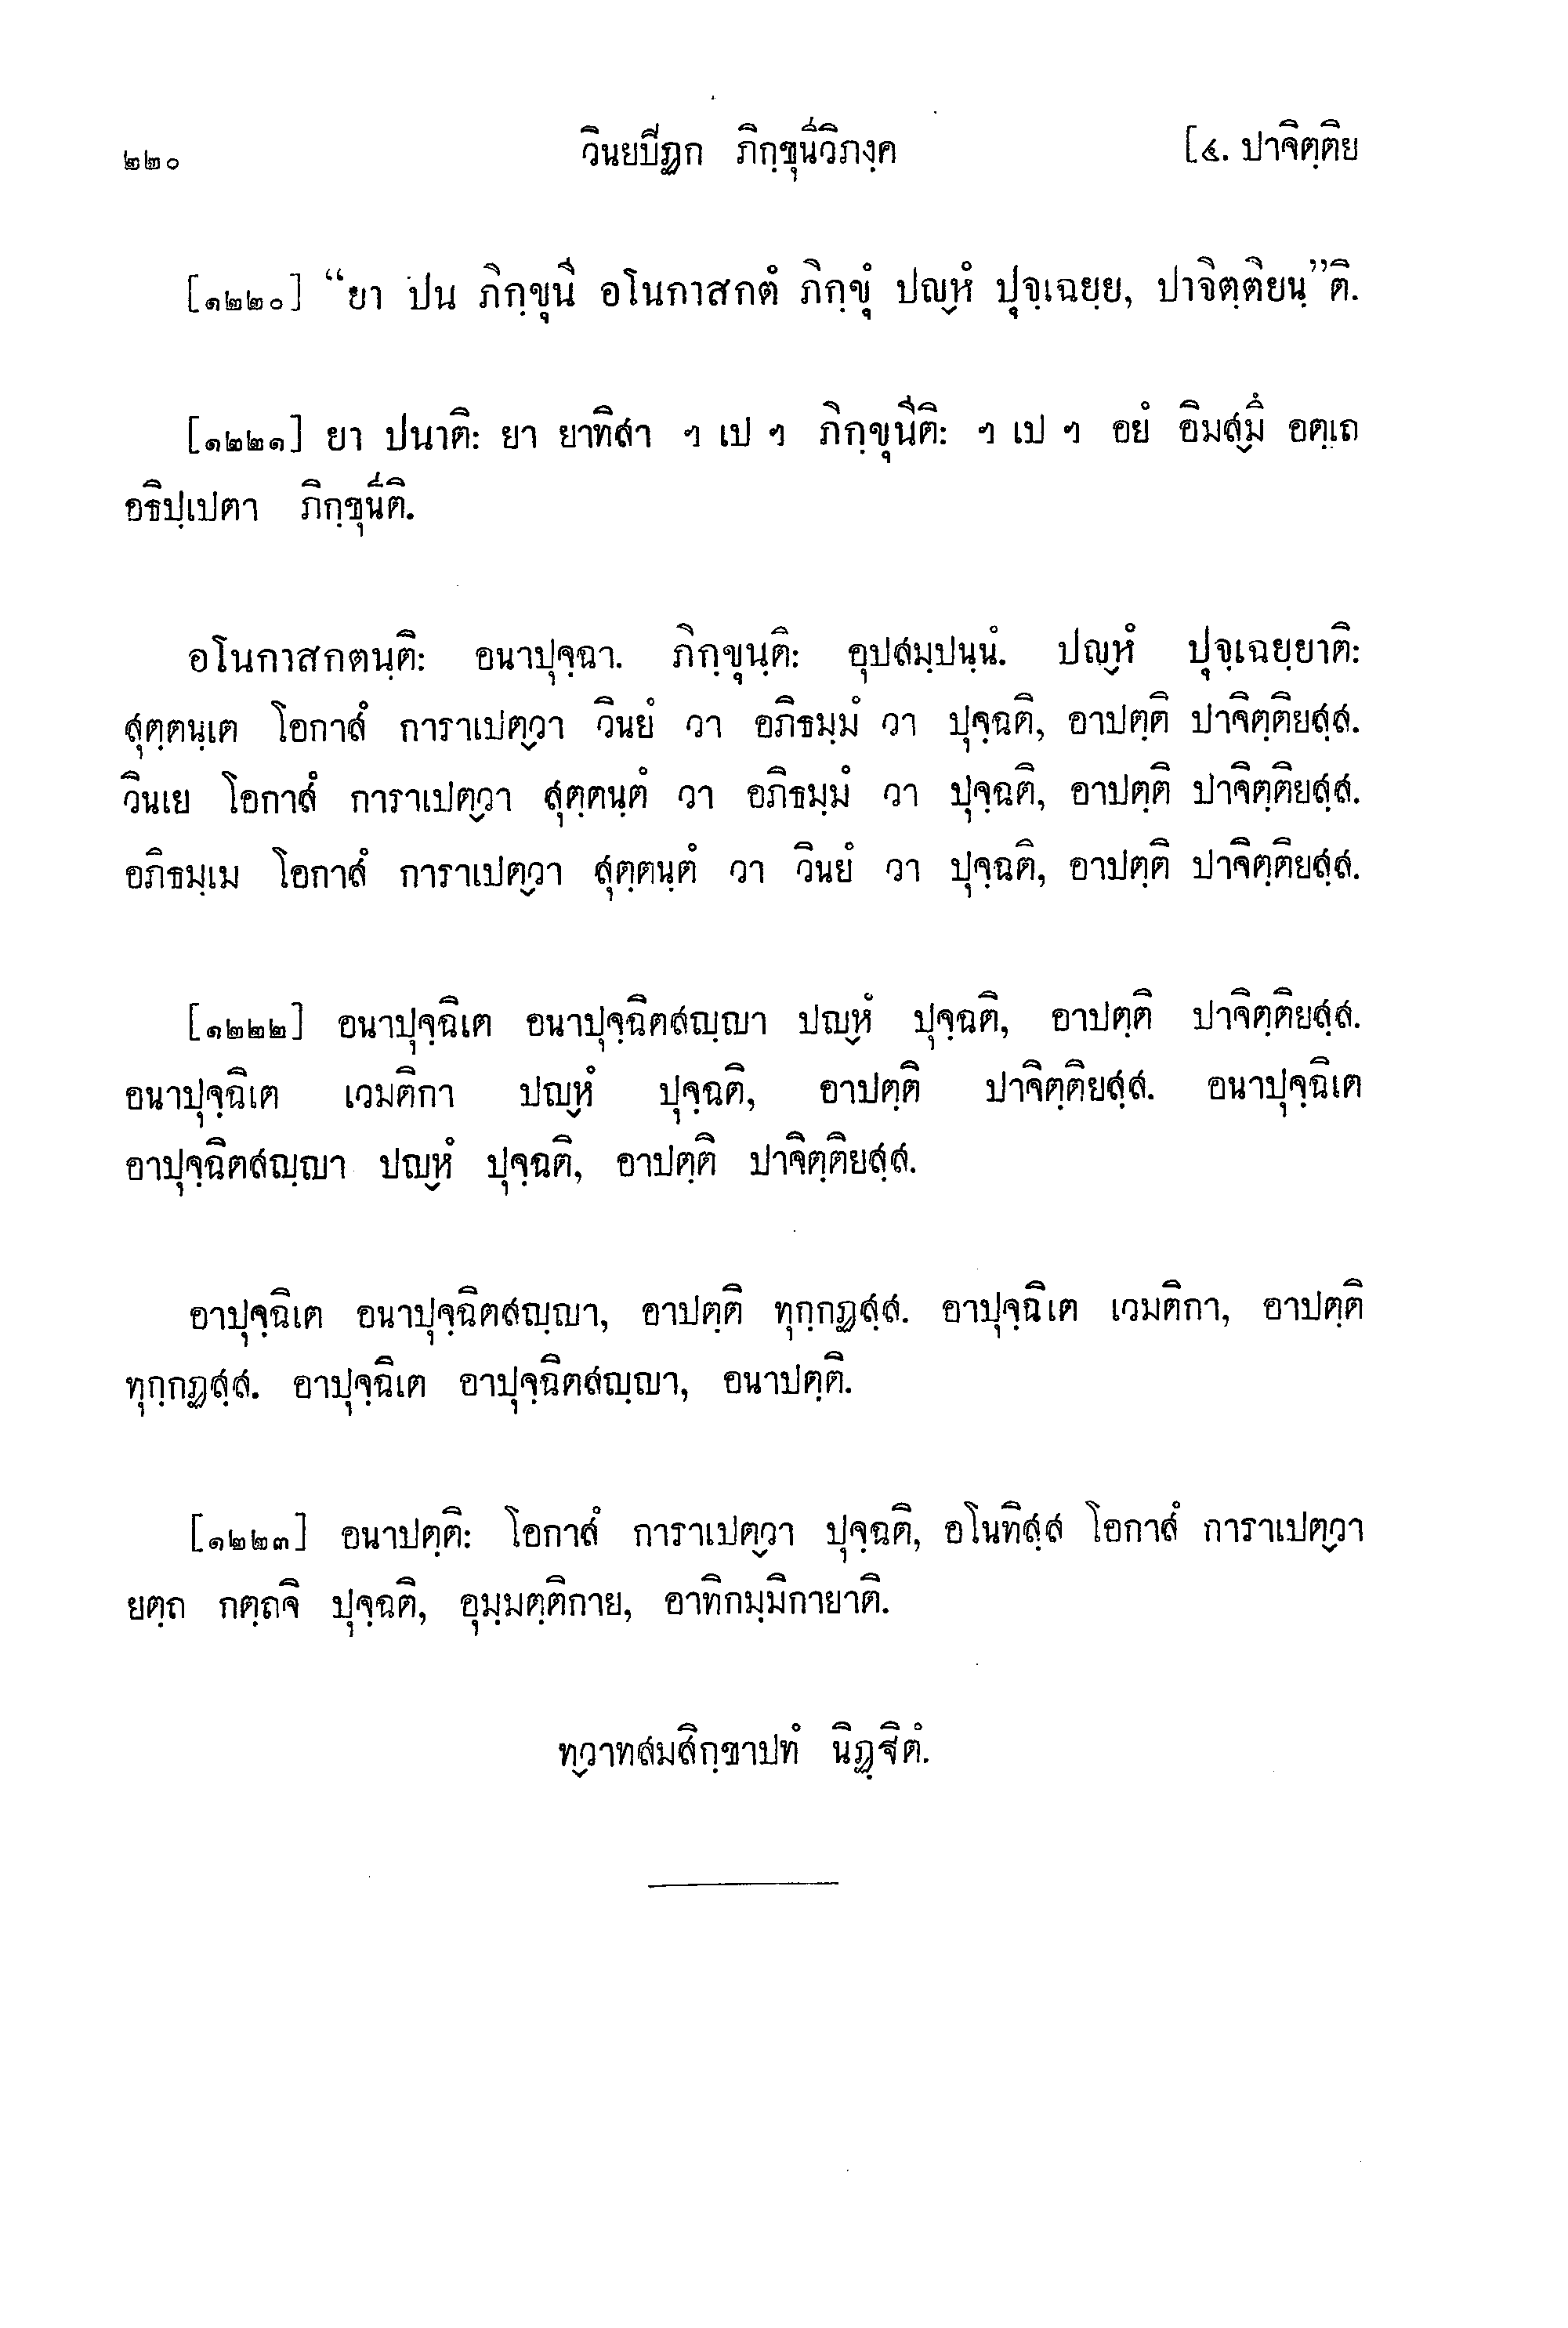 ๒๒๐ วินยปีฏก ภิกฺขุนีวิภงฺค [๔. ปาจิตฺติย
[๑๒๒๐] “ยา ปน ภิกฺขุนี อโนกาสกตํ ภิกฺขุํ ปญฺหํ ปุจฺเฉยฺย, ปาจิตฺติยนฺ”ติ.
[๑๒๒๑] ยา ปนาติ: ยา ยาทิสา ฯ เป ฯ ภิกฺขุนีติ: ฯ เป ฯ อยํ อิมสฺมึ อตฺเถ
อธิปฺเปตา ภิกฺขุนีติ.
อโนกาสกตนฺติ: อนาปุจฺฉา. ภิกฺขุนฺติ: อุปสมฺปนฺนํ. ปญฺหํ ปุจฺเฉยฺยาติ:
สุตฺตนฺเต โอกาสํ การาเปตฺวา วินยํ วา อภิธมฺมํ วา ปุจฺฉติ, อาปตฺติ ปาจิตฺติยสฺส.
วินเย โอกาสํ การาเปตฺวา สุตฺตนฺตํ วา อภิธมฺมํ วา ปุจฺฉติ, อาปตฺติ ปาจิตฺติยสฺส.
อภิธมฺเม โอกาสํ การาเปตฺวา สุตฺตนฺตํ วา วินยํ วา ปุจฺฉติ, อาปตฺติ ปาจิตฺติยสฺส.
[๑๒๒๒] อนาปุจฺฉิเต อนาปุจฺฉิตสญฺญา ปญฺหํ ปุจฺฉติ, อาปตฺติ ปาจิตฺติยสฺส.
อนาปุจฺฉิเต เวมติกา ปญฺหํ ปุจฺฉติ, อาปตฺติ ปาจิตฺติยสฺส. อนาปุจฺฉิเต
อาปุจฺฉิตสญฺญา ปญฺหํ ปุจฺฉติ, อาปตฺติ ปาจิตฺติยสฺส.
อาปุจฺฉิเต อนาปุจฺฉิตสญฺญา, อาปตฺติ ทุกฺกฏสฺส. อาปุจฺฉิเต เวมติกา, อาปตฺติ
ทุกฺกฏสฺส. อาปุจฺฉิเต อาปุจฺฉิตสญฺญา, อนาปตฺติ.
[๑๒๒๓] อนาปตฺติ: โอกาสํ การาเปตฺวา ปุจฺฉติ, อโนทิสฺส โอกาสํ การาเปตฺวา
ยตฺถ กตฺถจิ ปุจฺฉติ, อุมฺมตฺติกาย, อาทิกมฺมิกายาติ.
ทฺวาทสมสิกฺขาปทํ นิฏฺฐิตํ.